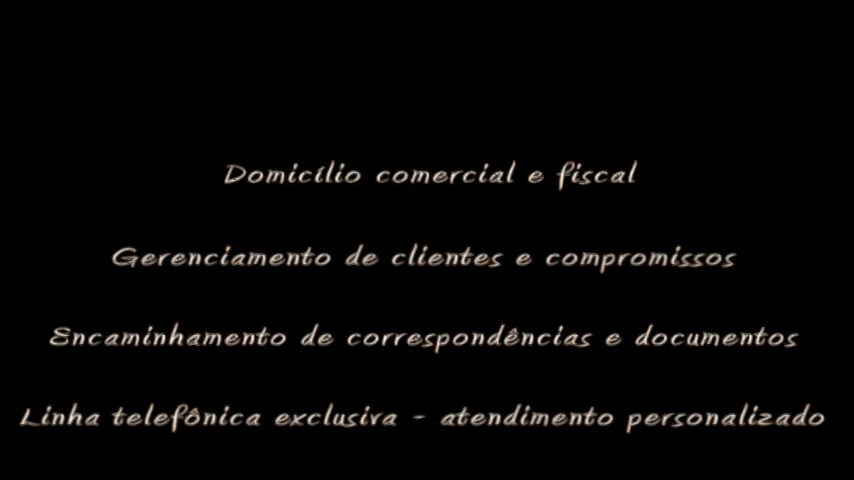 Domicílio comercial e fiscal
Gerenciamento de clientes e compromissos
Encaminhamento de correspondências e documentos
Linha telefônica exclusiva - atendimento personalizado